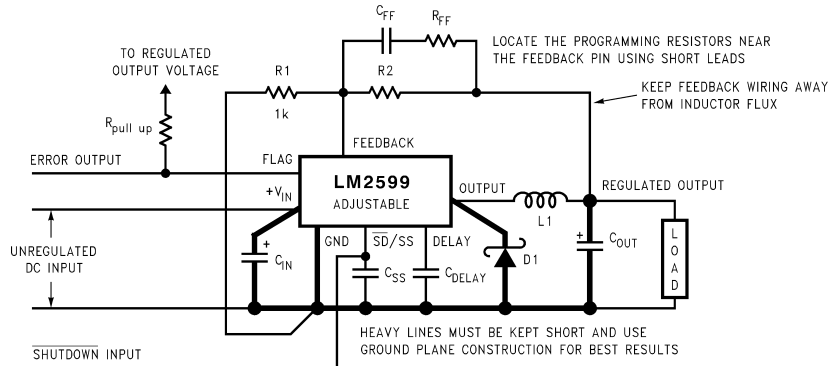 C_FF
R_FF
LOCATE THE PROGRAMMING RESISTORS NEAR
THE FEEDBACK PIN USING SHORT LEADS
TO REGULATED
OUTPUT VOLTAGE
R1
R2
KEEP FEEDBACK WIRING AWAY
FROM INDUCTOR FLUX
1k
R_pull up
FEEDBACK
ERROR OUTPUT
FLAG
LM2599
ADJUSTABLE
+V_IN
OUTPUT
REGULATED OUTPUT
L1
UNREGULATED
DC INPUT
+
C_IN
GND
S̅D̅/SS
DELAY
C_SS
C_DELAY
D1
+
C_OUT
LOAD
HEAVY LINES MUST BE KEPT SHORT AND USE
GROUND PLANE CONSTRUCTION FOR BEST RESULTS
S̅H̅U̅T̅D̅O̅W̅N̅ INPUT